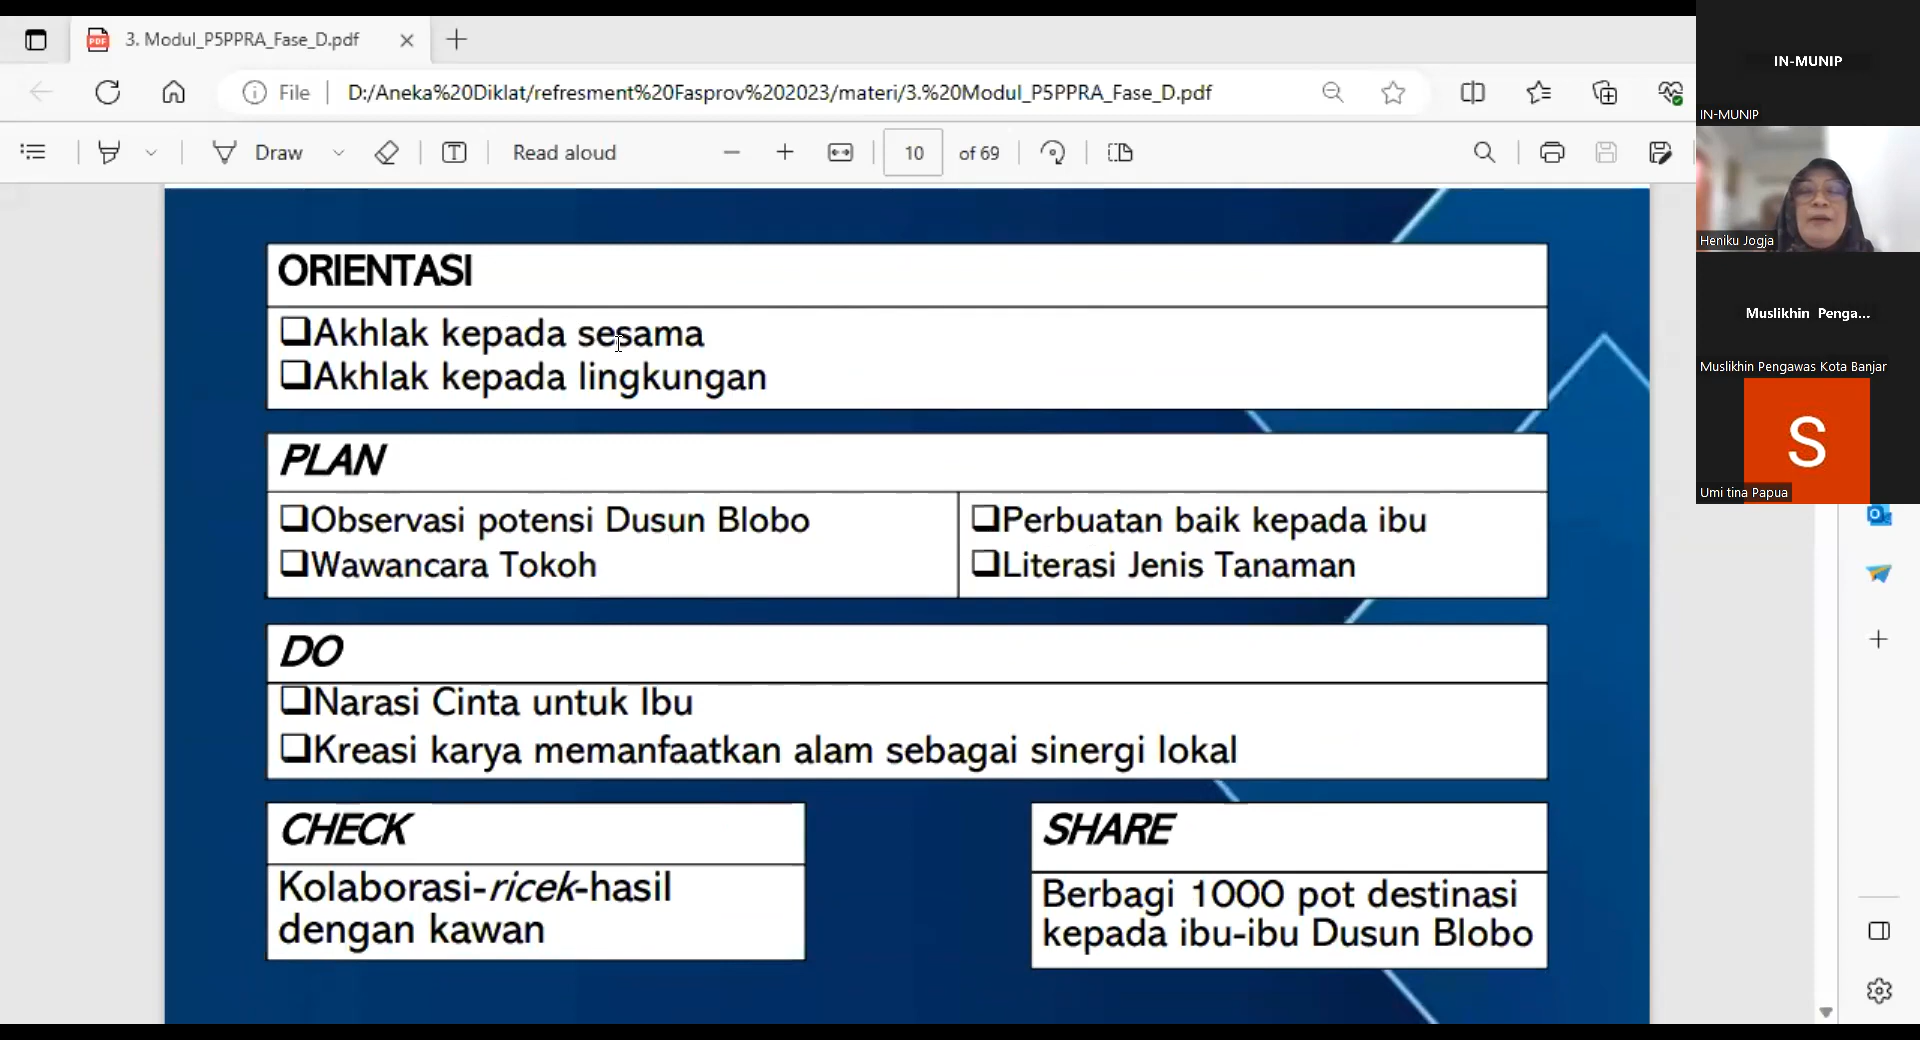 3. Modul_P5PPRA_Fase_D.pdf
File
D:/Aneka%20Diklat/refresment%20Fasprov%202023/materi/3.%20Modul_P5PPRA_Fase_D.pdf
Draw
Read aloud
10
of 69
ORIENTASI
Akhlak kepada sesama
Akhlak kepada lingkungan
PLAN
Observasi potensi Dusun Blobo
Wawancara Tokoh
Perbuatan baik kepada ibu
Literasi Jenis Tanaman
DO
Narasi Cinta untuk Ibu
Kreasi karya memanfaatkan alam sebagai sinergi lokal
CHECK
Kolaborasi-ricek-hasil
dengan kawan
SHARE
Berbagi 1000 pot destinasi
kepada ibu-ibu Dusun Blobo
IN-MUNIP
IN-MUNIP
Heniku Jogja
Muslikhin Penga...
Muslikhin Pengawas Kota Banjar
S
Umi tina Papua